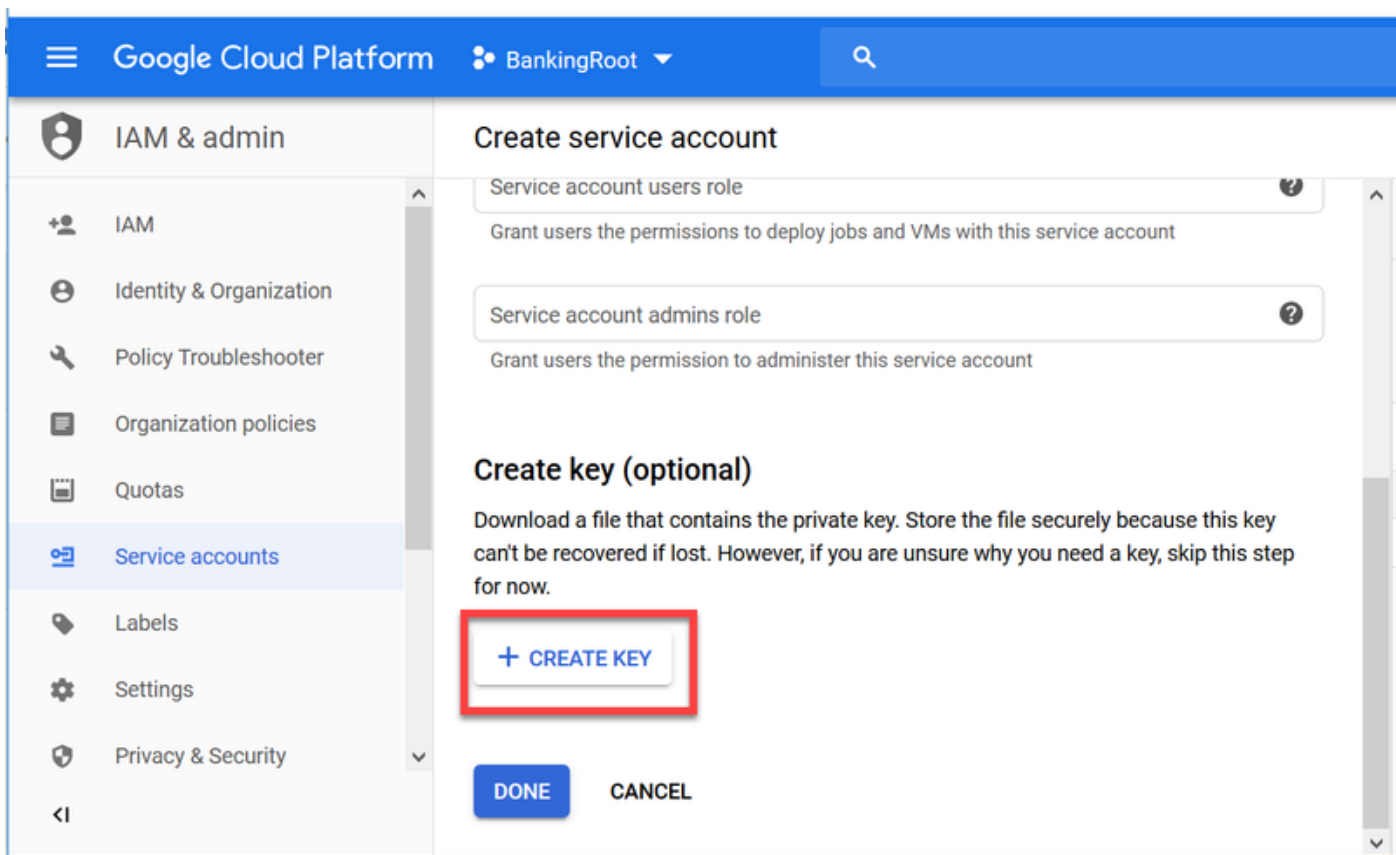 Google Cloud Platform
BankingRoot
IAM & admin
IAM
Identity & Organization
Policy Troubleshooter
Organization policies
Quotas
Service accounts
Labels
Settings
Privacy & Security
Create service account
Service account users role
Grant users the permissions to deploy jobs and VMs with this service account
Service account admins role
Grant users the permission to administer this service account
Create key (optional)
Download a file that contains the private key. Store the file securely because this key
can't be recovered if lost. However, if you are unsure why you need a key, skip this step
for now.
+ CREATE KEY
DONE
CANCEL